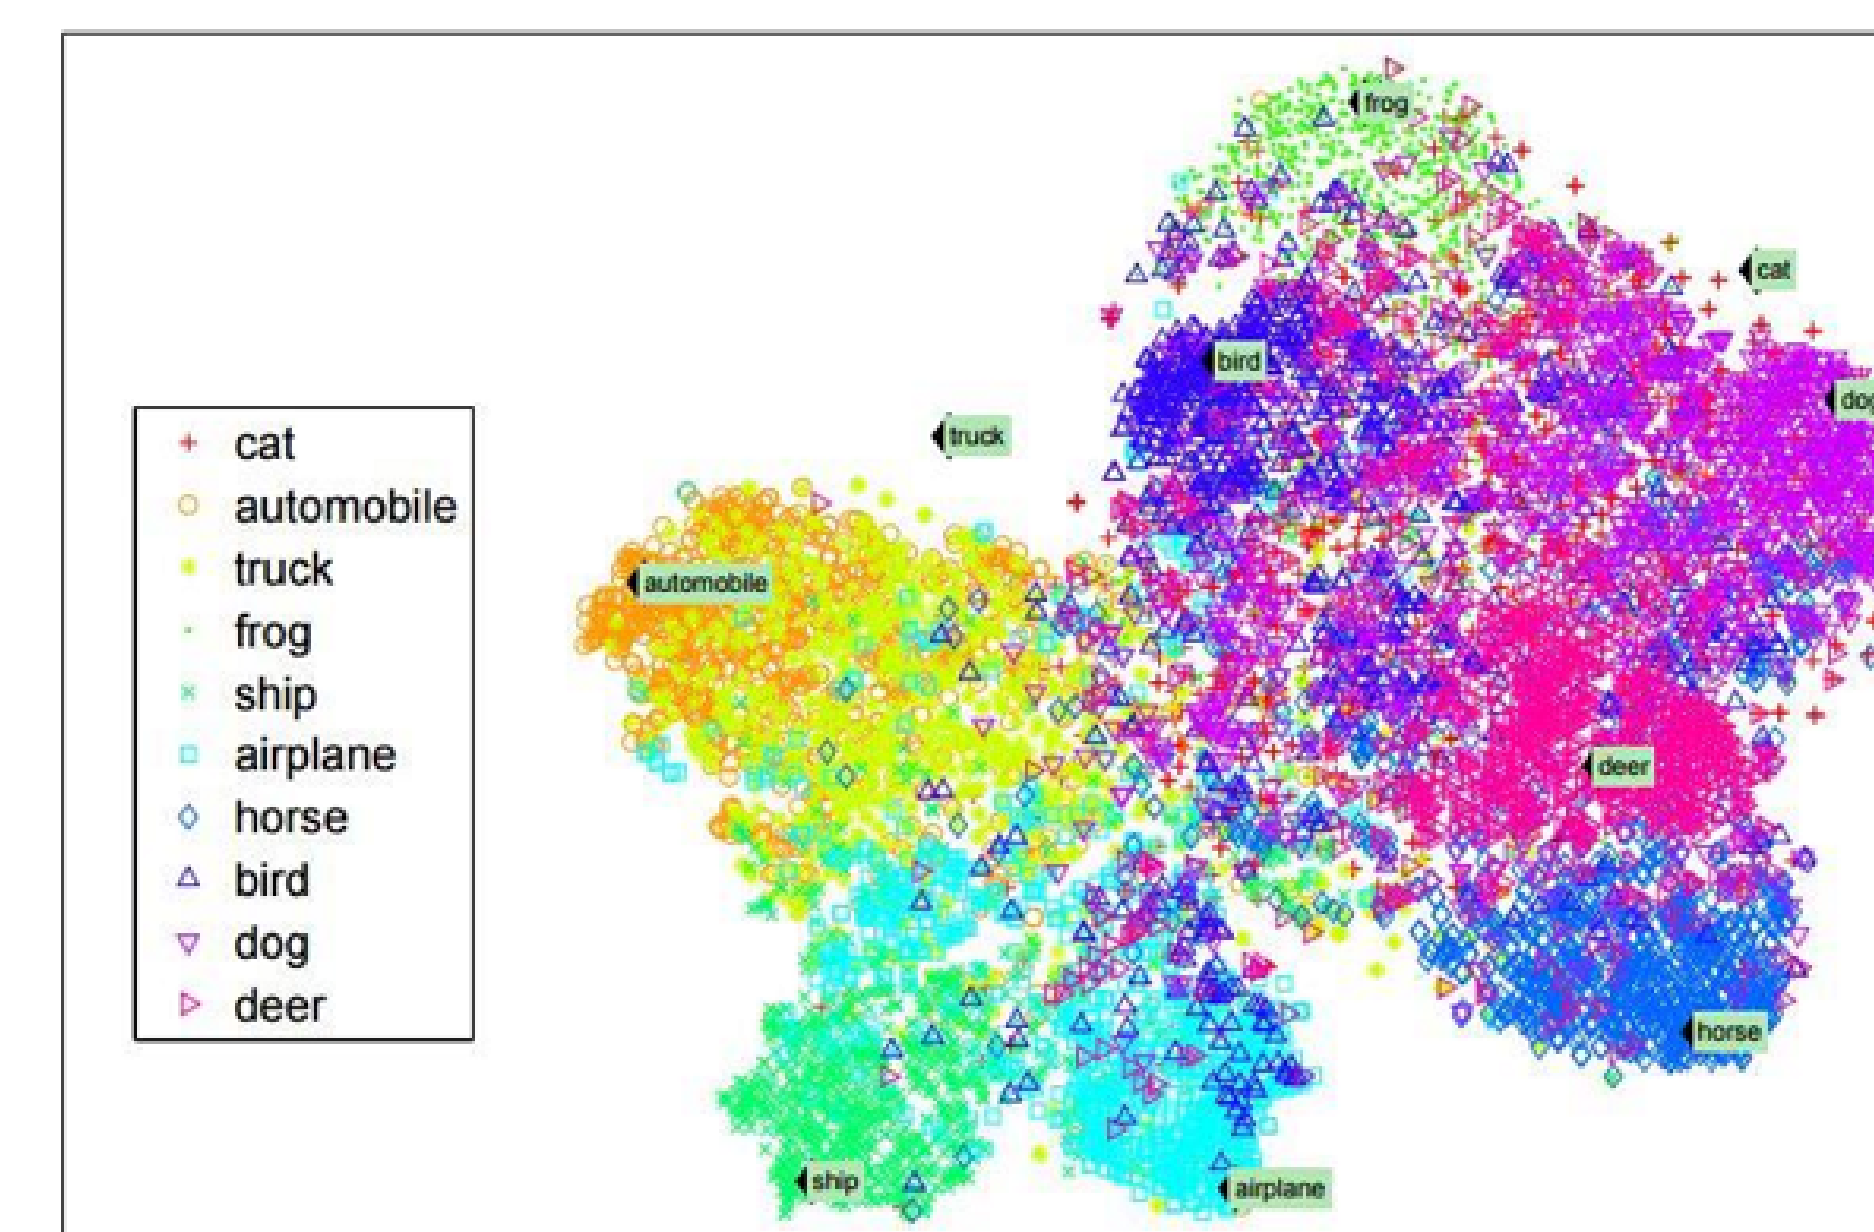 frog
cat
bird
dog
truck
cat
automobile
truck
frog
ship
airplane
horse
bird
dog
deer
automobile
deer
horse
ship
airplane